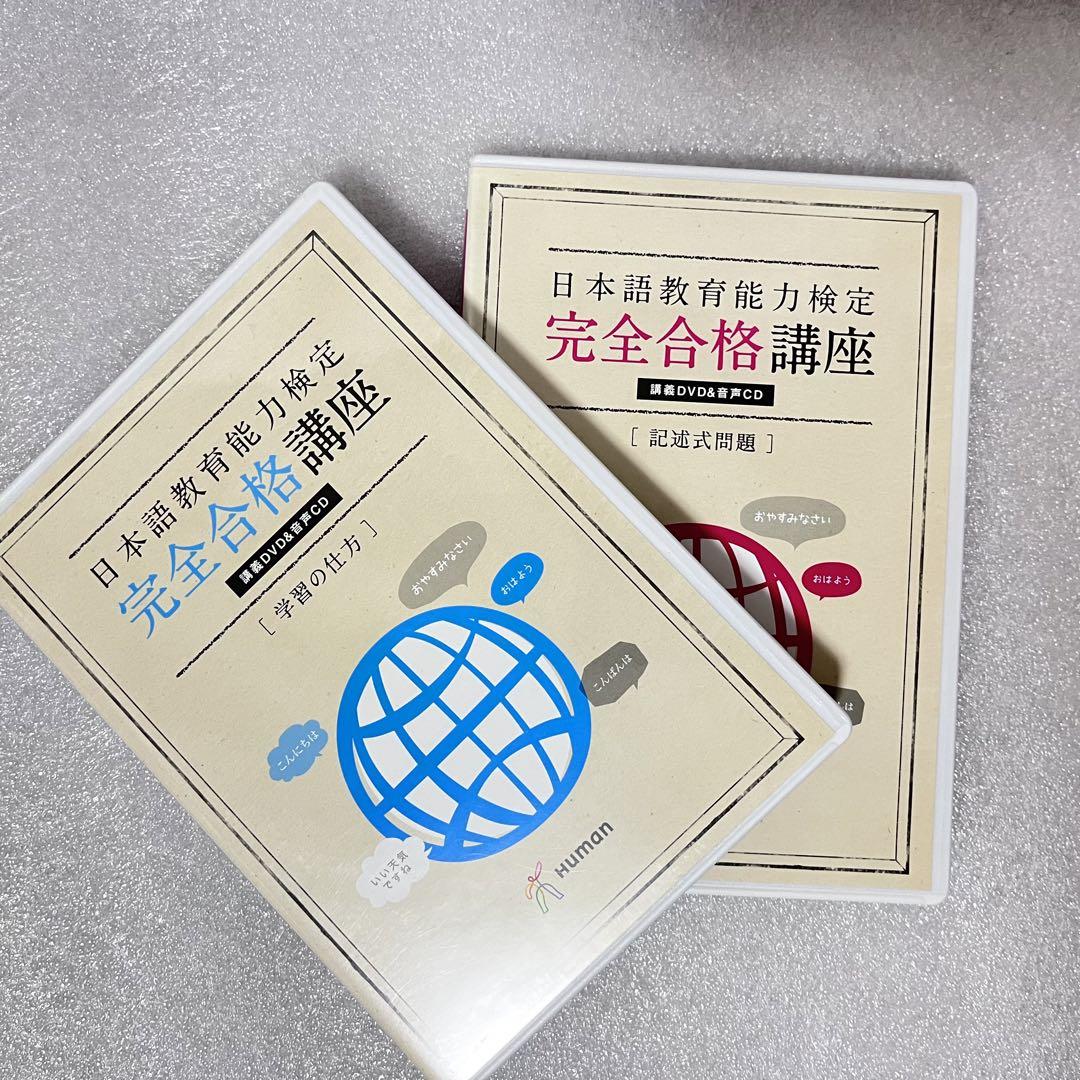 日本語教育能力検定
完全合格講座
講義DVD&音声CD
[ 学習の仕方 ]
おやすみなさい
おはよう
こんばんは
こんにちは
いい天気
ですね
Human
日本語教育能力検定
完全合格講座
講義DVD&音声CD
[ 記述式問題 ]
おやすみなさい
おはよう